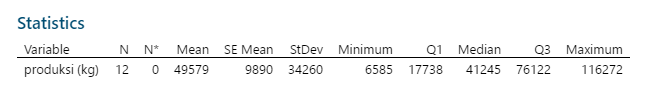 Statistics
Variable N N* Mean SE Mean StDev Minimum Q1 Median Q3 Maximum
produksi (kg) 12 0 49579 9890 34260 6585 17738 41245 76122 116272